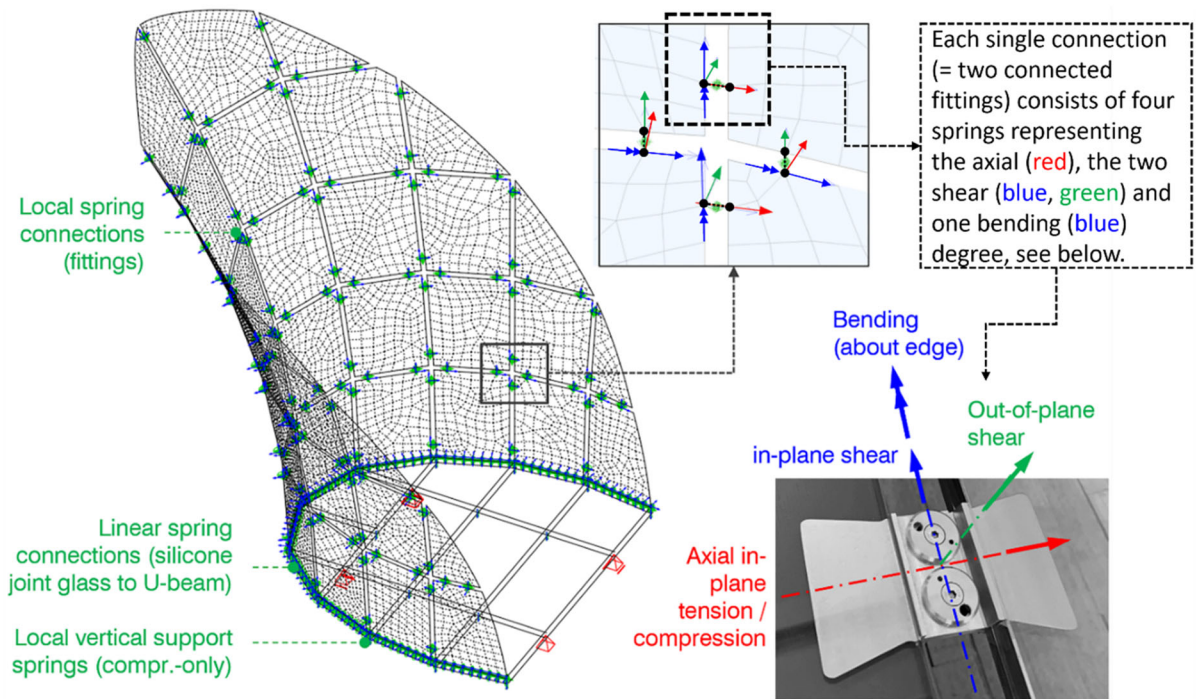 Each single connection
(= two connected
fittings) consists of four
springs representing
the axial (red), the two
shear (blue, green) and
one bending (blue)
degree, see below.
Local spring
connections
(fittings)
Bending
(about edge)
Out-of-plane
shear
in-plane shear
Linear spring
connections (silicone
joint glass to U-beam)
Axial in-
plane
tension /
compression
Local vertical support
springs (compr.-only)